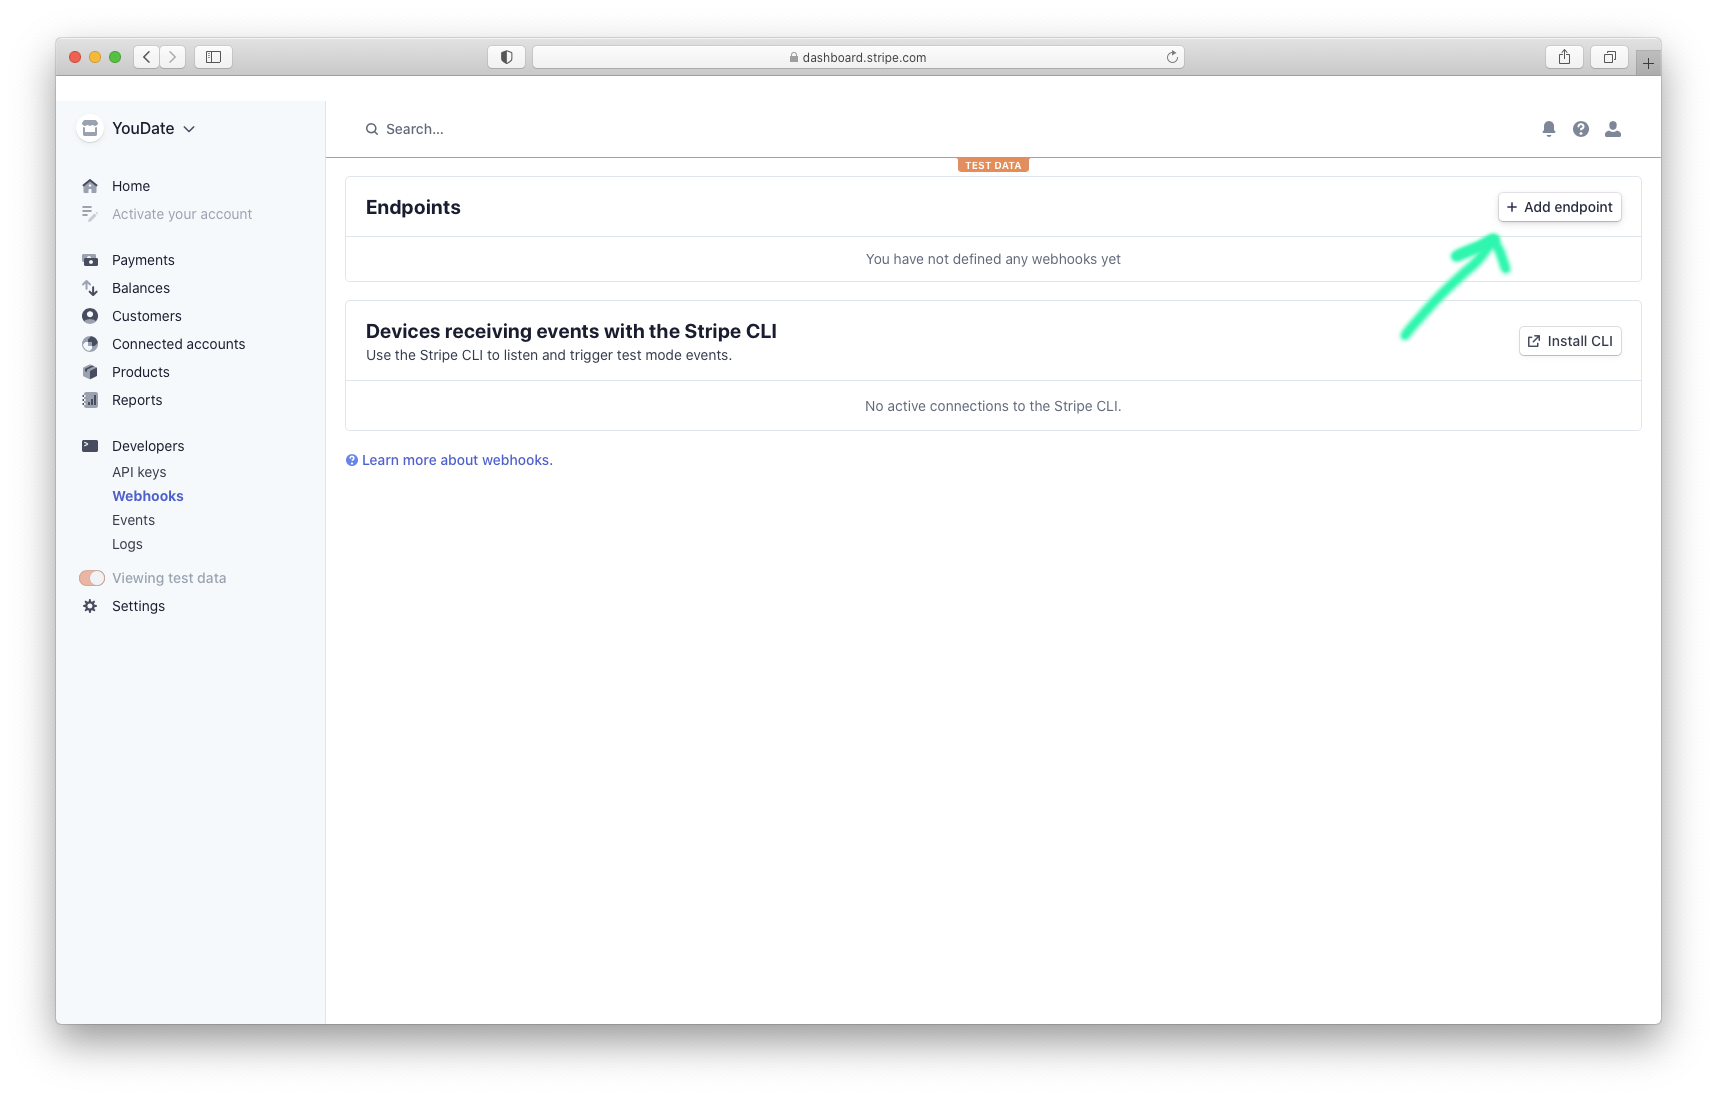 dashboard.stripe.com
YouDate
Search...
TEST DATA
Home
Activate your account
Payments
Balances
Customers
Connected accounts
Products
Reports
Developers
API keys
Webhooks
Events
Logs
Viewing test data
Settings
Endpoints
+ Add endpoint
You have not defined any webhooks yet
Devices receiving events with the Stripe CLI
Use the Stripe CLI to listen and trigger test mode events.
Install CLI
No active connections to the Stripe CLI.
Learn more about webhooks.